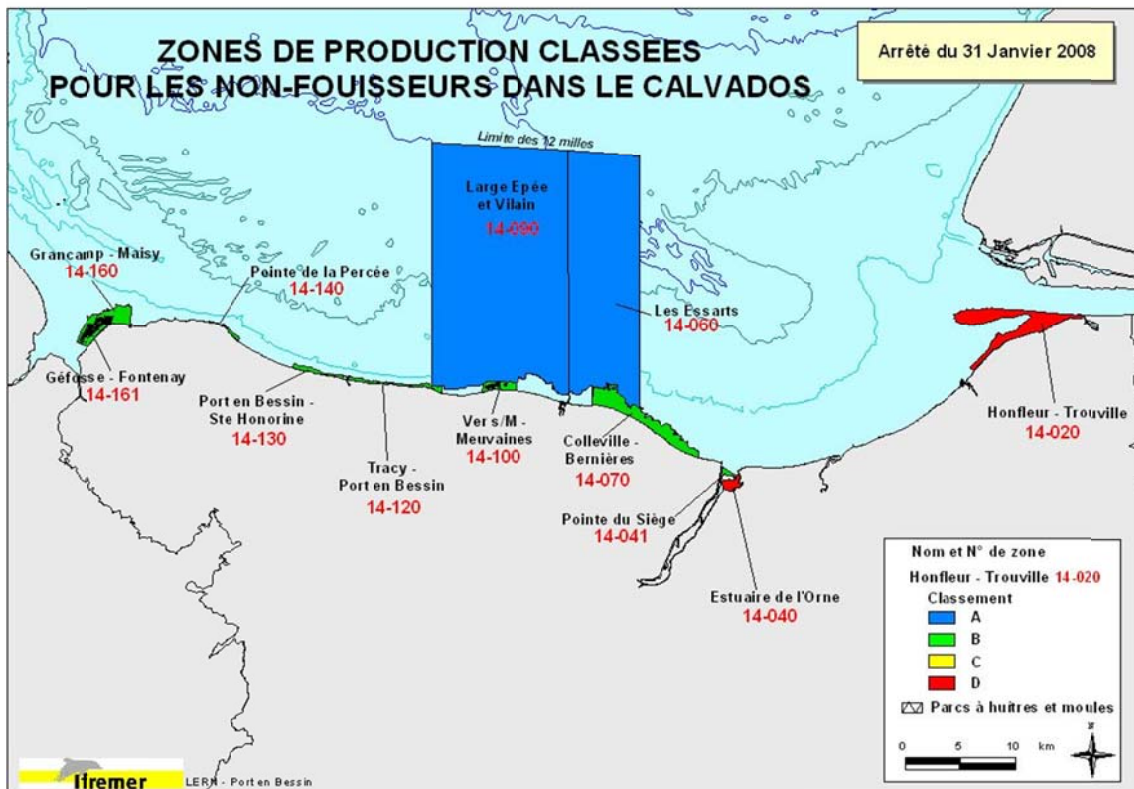 ZONES DE PRODUCTION CLASSEES
POUR LES NON-FOUISSEURS DANS LE CALVADOS
Arrêté du 31 Janvier 2008
Limite des 12 milles
Large Epée
et Vilain
14-090
Grancamp - Maisy
14-160
Pointe de la Percée
14-140
Les Essarts
14-060
Géfosse - Fontenay
14-161
Port en Bessin -
Ste Honorine
14-130
Tracy -
Port en Bessin
14-120
Ver s/M -
Meuvaines
14-100
Colleville -
Bernières
14-070
Honfleur - Trouville
14-020
Pointe du Siège
14-041
Estuaire de l'Orne
14-040
Nom et N° de zone
Honfleur - Trouville 14-020
Classement
A
B
C
D
Parcs à huîtres et moules
0 5 10 km
N
Ifremer
LERN - Port en Bessin